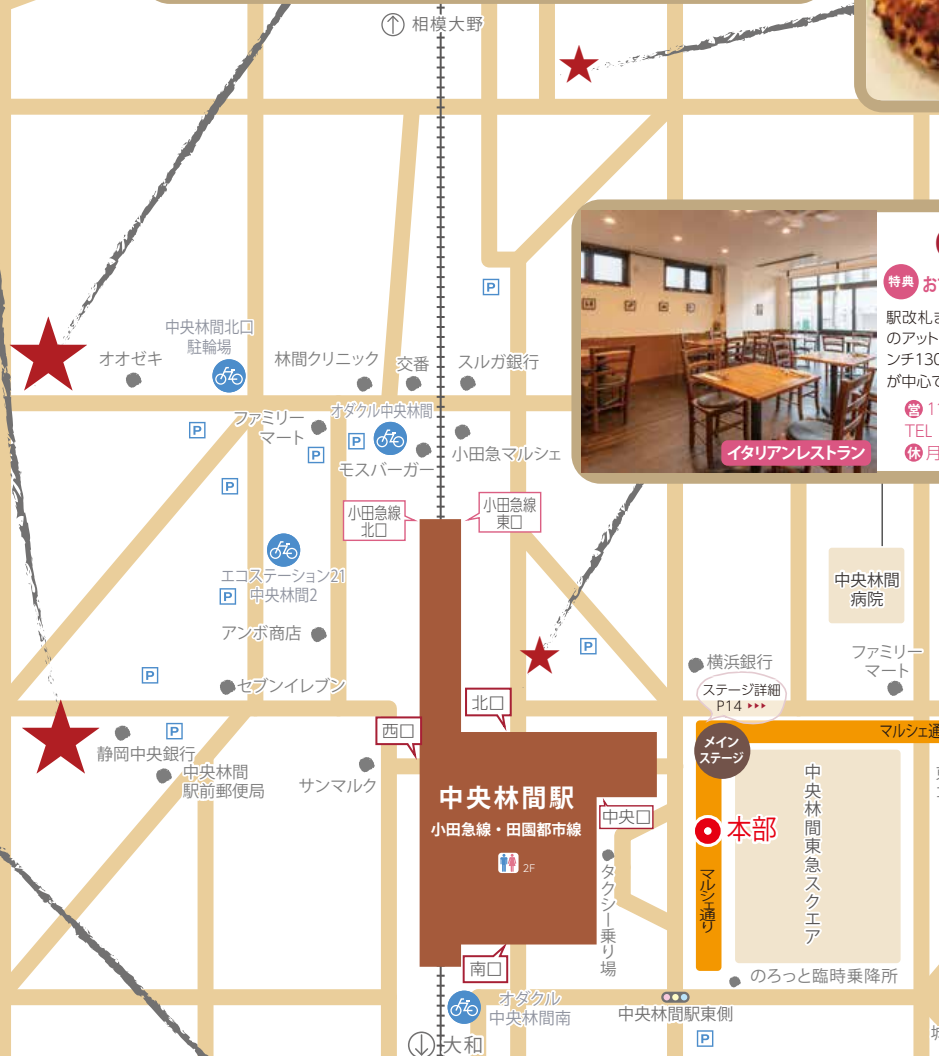 相模大野
P
中央林間北口
駐輪場
オオゼキ
林間クリニック
交番
スルガ銀行
オダクル中央林間
ファミリー
マート
P
P
P
モスバーガー
小田急マルシェ
P
小田急線
北口
小田急線
東口
エコステーション21
P 中央林間2
アンボ商店
P
セブンイレブン
P
静岡中央銀行
P
中央林間
駅前郵便局
サンマルク
西口
北口
中央林間駅
小田急線・田園都市線
2F
中央口
タクシー乗り場
南口
オダクル
中央林間南
大和
特典 お
駅改札
のアット
ンチ130
が中心で
営 1
TEL
休 月
イタリアンレストラン
中央林間
病院
横浜銀行
ファミリー
マート
ステージ詳細
P14
メイン
ステージ
マルシェ通
本部
マルシェ通り
中央林間東急スクエア
のろっと臨時乗降所
中央林間駅東側
P